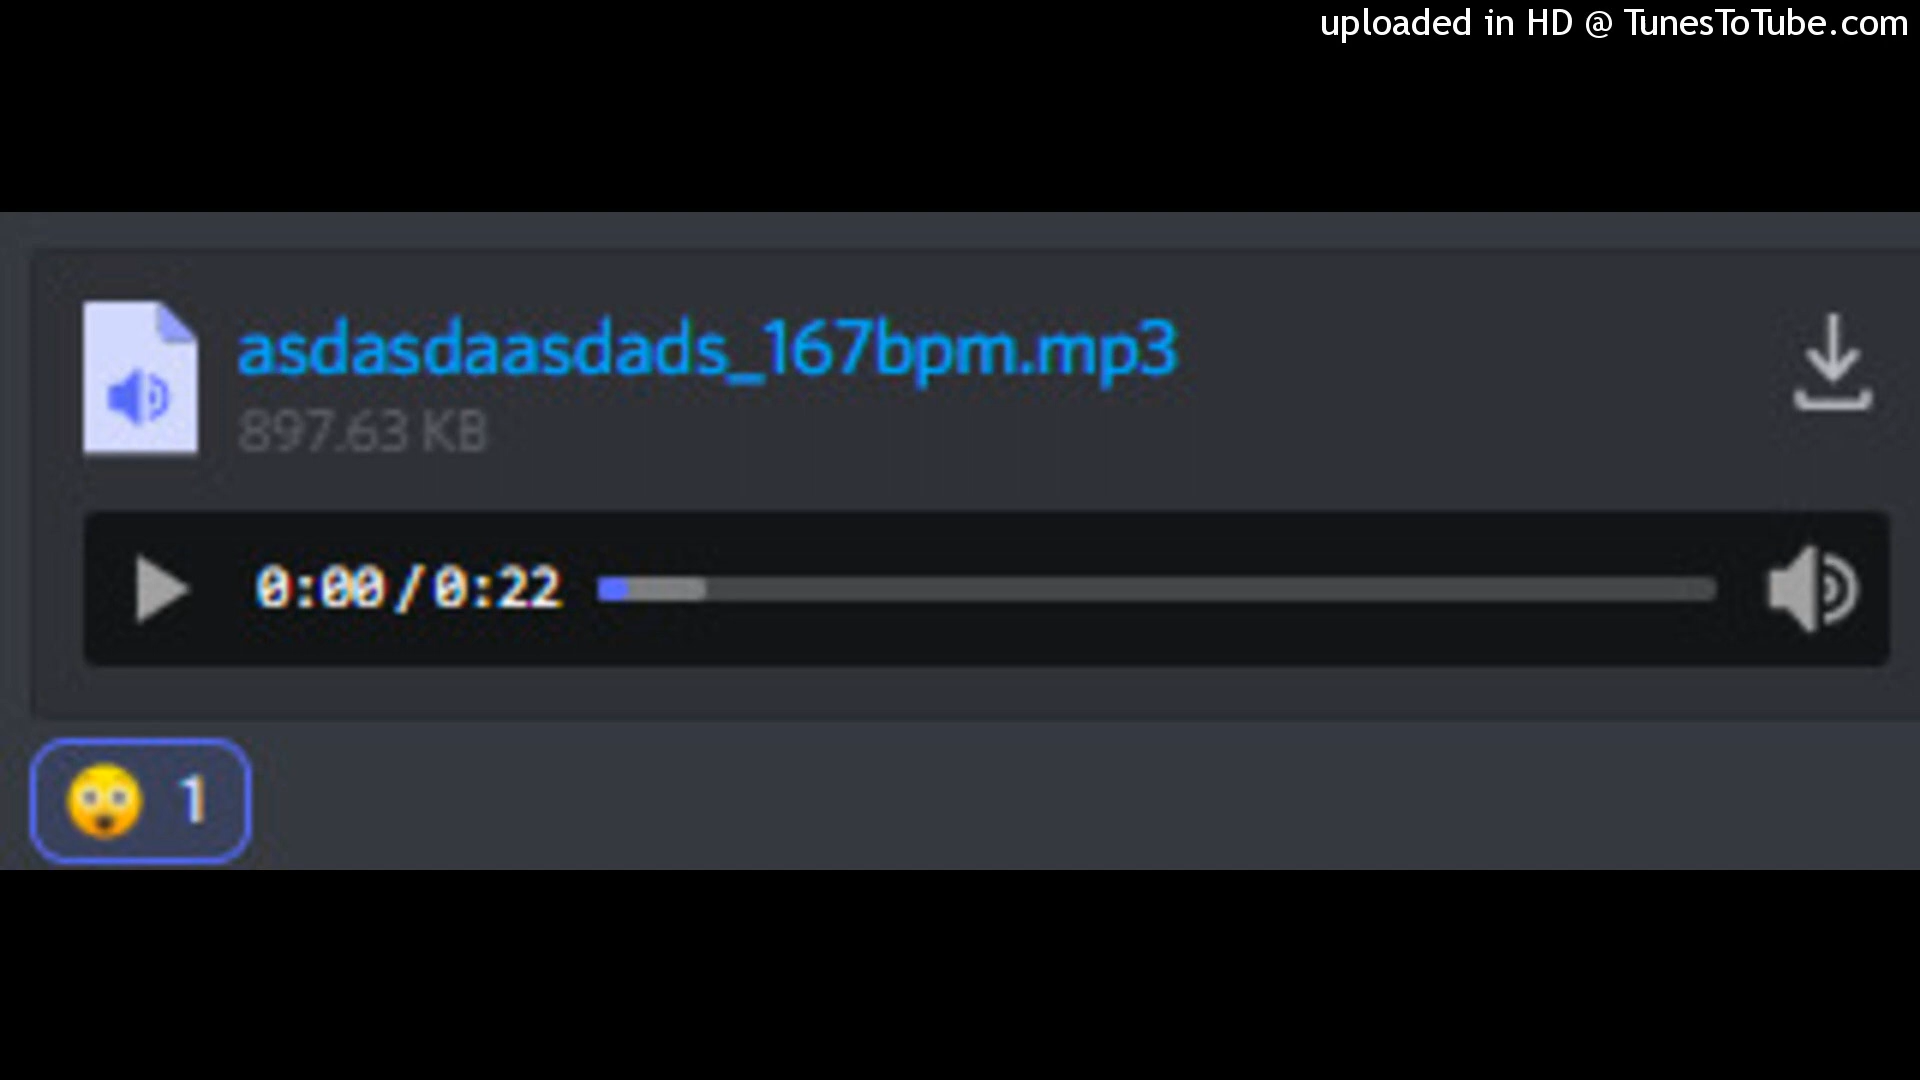 uploaded in HD @ TunesToTube.com
asdasdaasdads_167bpm.mp3
897.63 KB
0:00/0:22
1